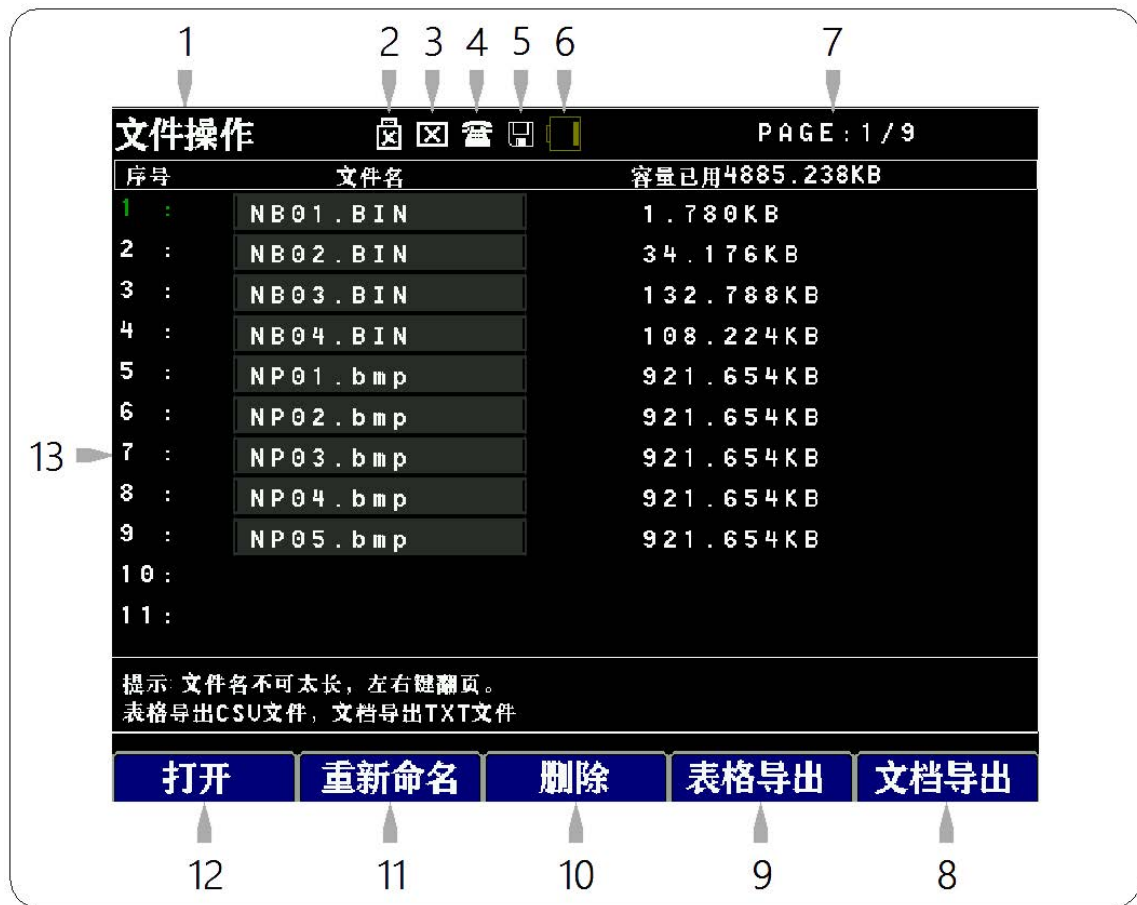 1 2 3 4 5 6 7
文件操作 PAGE:1/9
序号 文件名 容量已用4885.238KB
1 : NB01.BIN 1.780KB
2 : NB02.BIN 34.176KB
3 : NB03.BIN 132.788KB
4 : NB04.BIN 108.224KB
5 : NP01.bmp 921.654KB
6 : NP02.bmp 921.654KB
13 7 : NP03.bmp 921.654KB
8 : NP04.bmp 921.654KB
9 : NP05.bmp 921.654KB
10:
11:
提示:文件名不可太长，左右键翻页。
表格导出CSV文件，文档导出TXT文件
打开 重新命名 删除 表格导出 文档导出
12 11 10 9 8